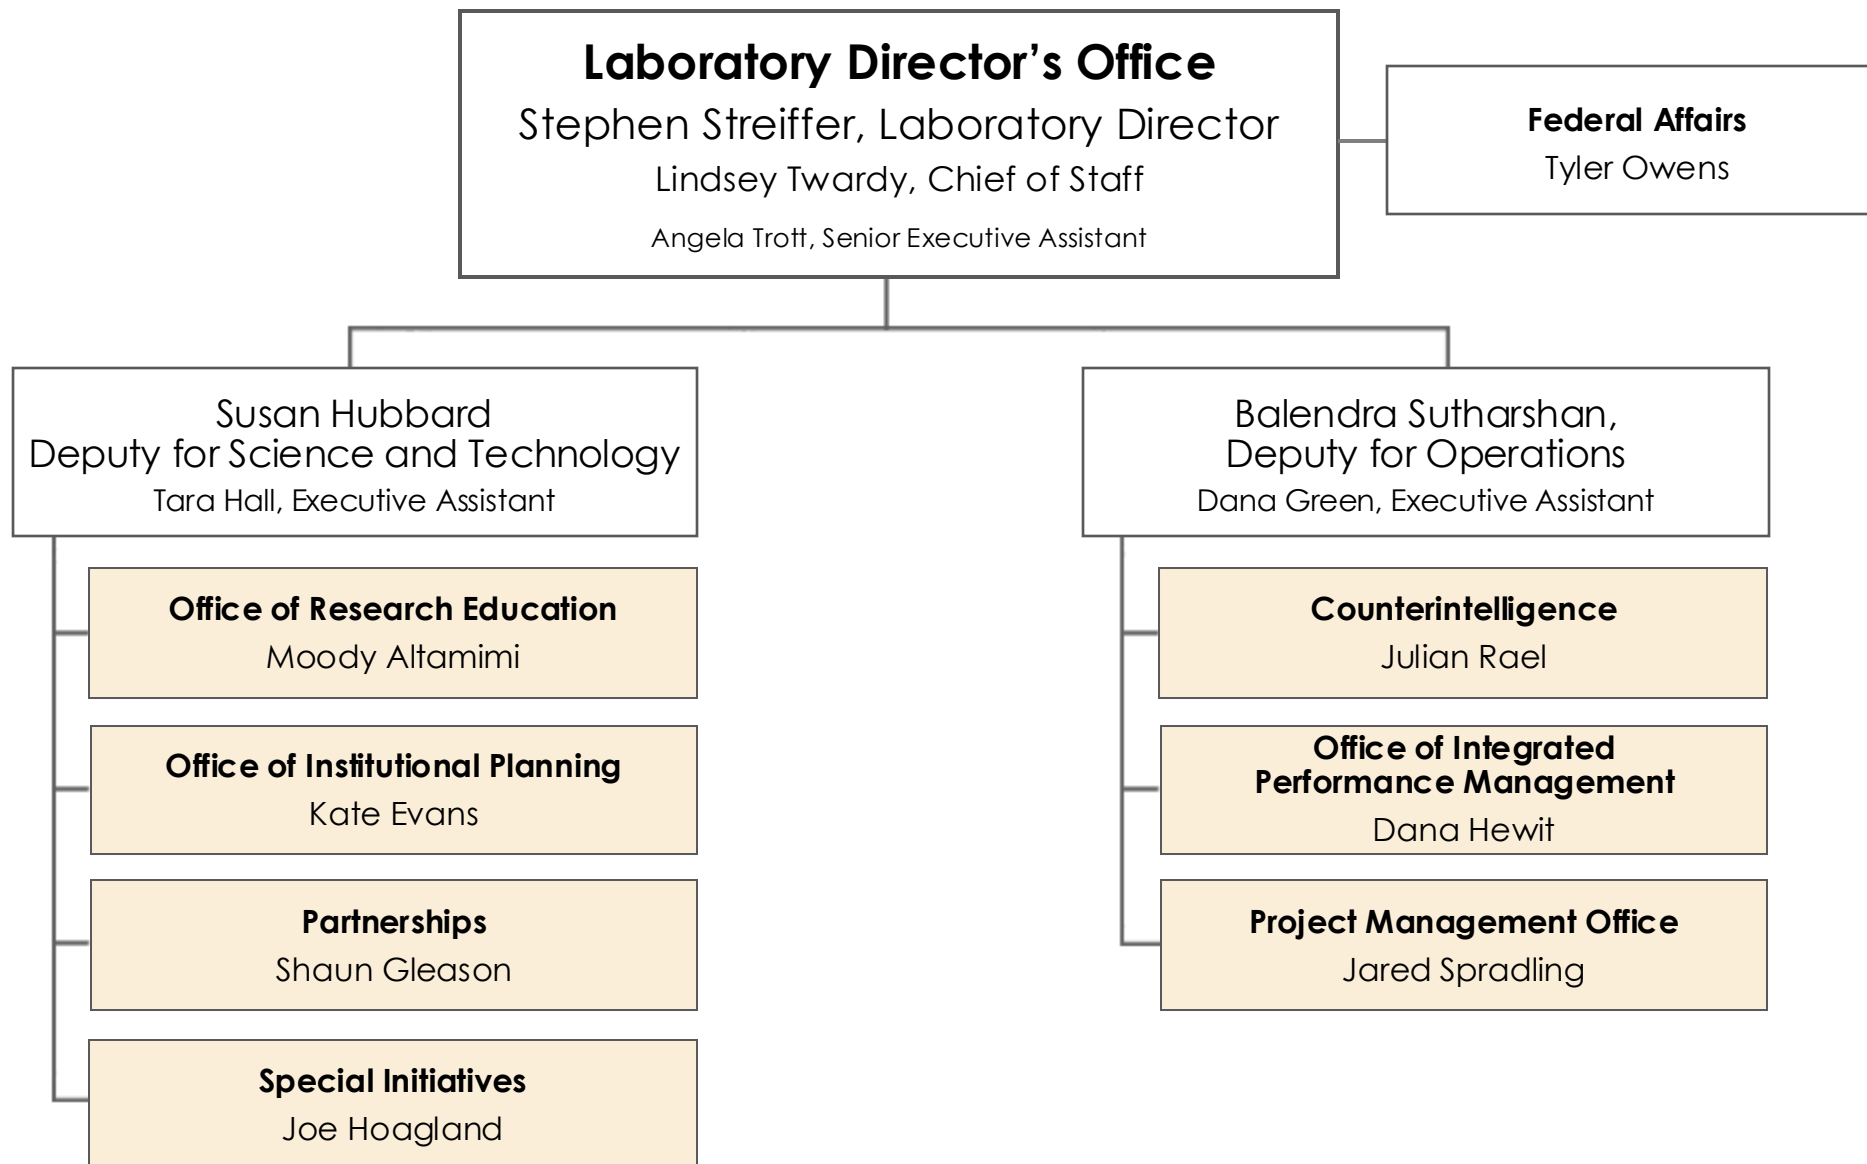 Laboratory Director’s Office
Stephen Streiffer, Laboratory Director
Lindsey Twardy, Chief of Staff
Angela Trott, Senior Executive Assistant
Federal Affairs
Tyler Owens
Susan Hubbard
Deputy for Science and Technology
Tara Hall, Executive Assistant
Office of Research Education
Moody Altamimi
Office of Institutional Planning
Kate Evans
Partnerships
Shaun Gleason
Special Initiatives
Joe Hoagland
Balendra Sutharshan,
Deputy for Operations
Dana Green, Executive Assistant
Counterintelligence
Julian Rael
Office of Integrated
Performance Management
Dana Hewit
Project Management Office
Jared Spradling